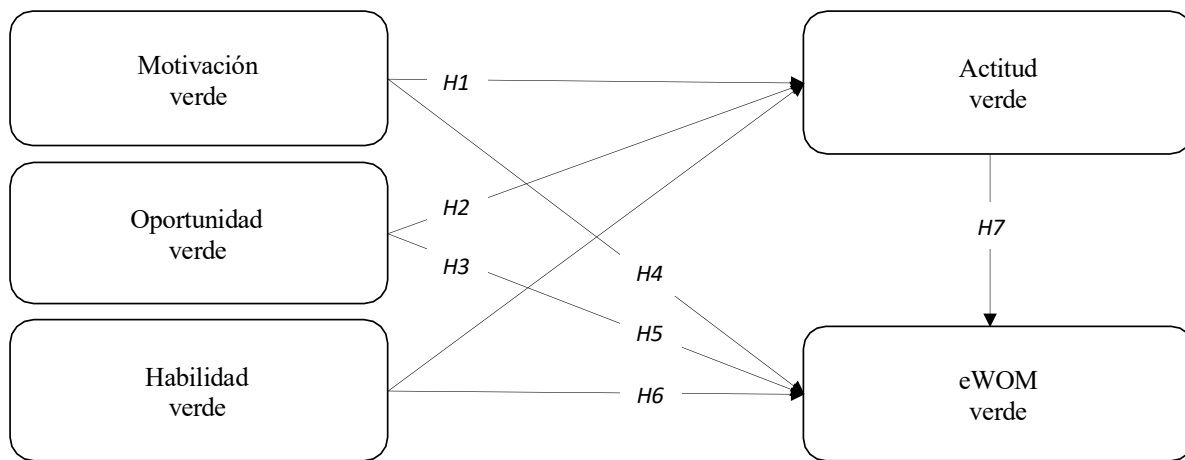 Motivación
verde
Oportunidad
verde
Habilidad
verde
H1
H2
H3
H4
H5
H6
Actitud
verde
H7
eWOM
verde